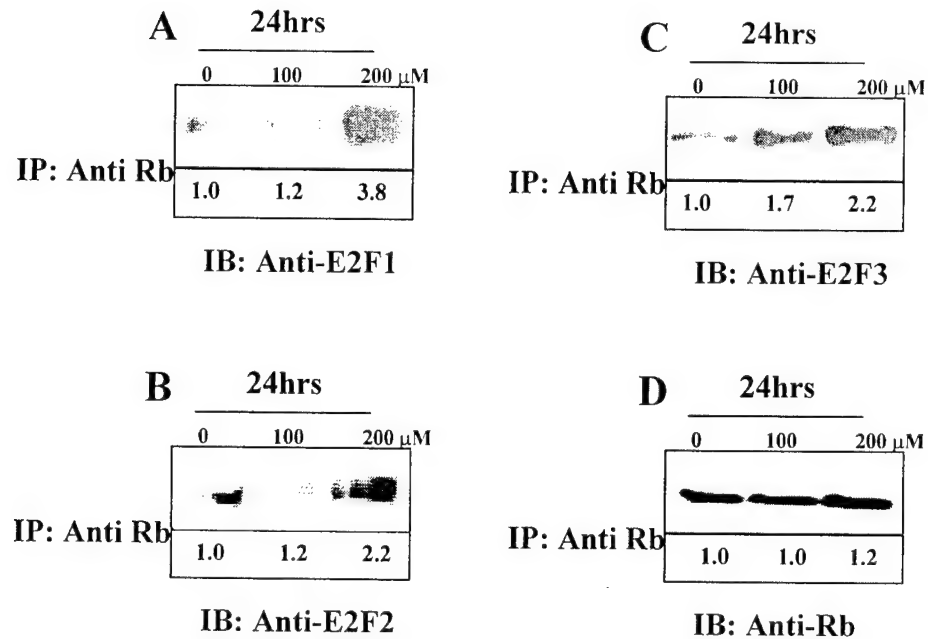 A
24hrs
0 100 200 μM
IP: Anti Rb
1.0 1.2 3.8
IB: Anti-E2F1
C
24hrs
0 100 200 μM
IP: Anti Rb
1.0 1.7 2.2
IB: Anti-E2F3
B
24hrs
0 100 200 μM
IP: Anti Rb
1.0 1.2 2.2
IB: Anti-E2F2
D
24hrs
0 100 200 μM
IP: Anti Rb
1.0 1.0 1.2
IB: Anti-Rb